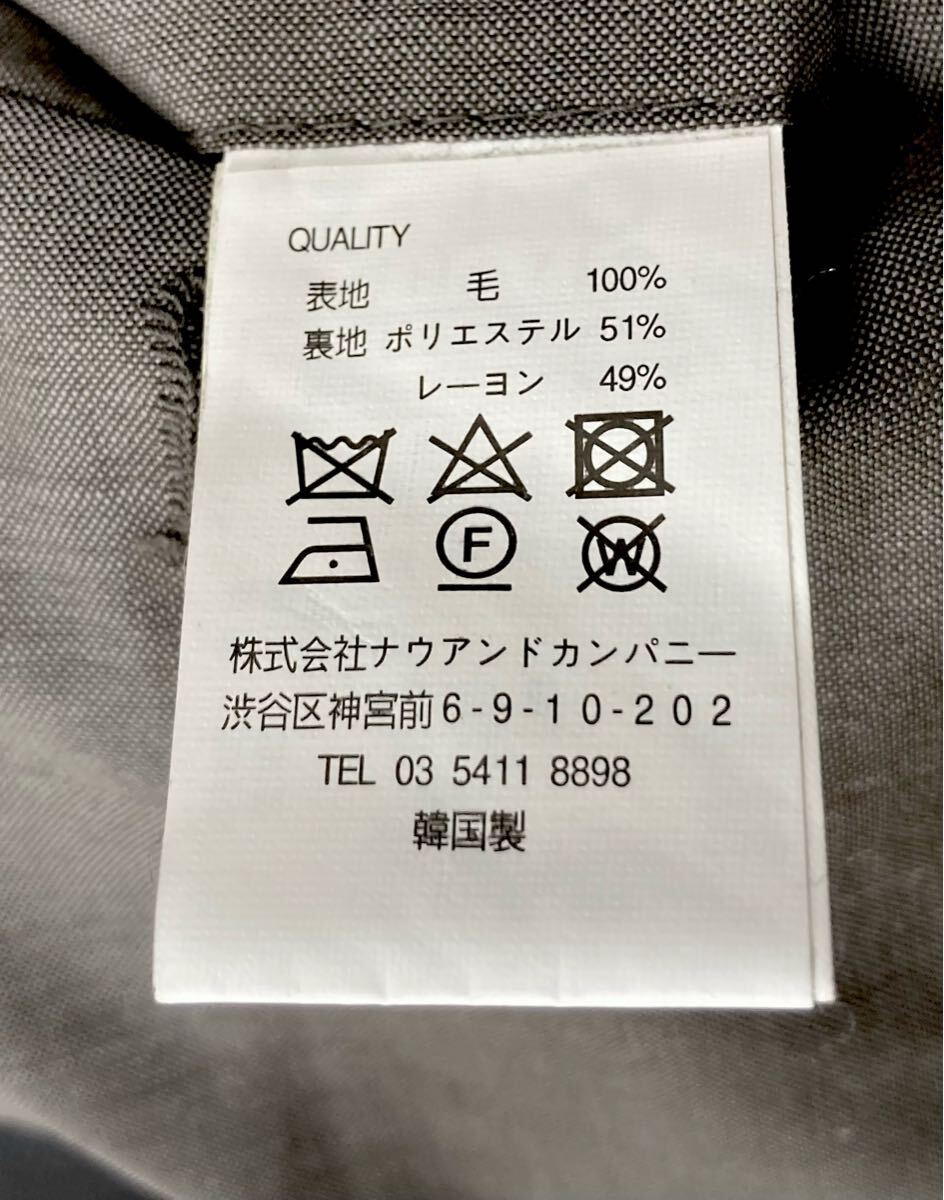 QUALITY
表地 毛 100%
裏地 ポリエステル 51%
レーヨン 49%
F
W
株式会社ナウアンドカンパニー
渋谷区神宮前6-9-10-202
TEL 03 5411 8898
韓国製